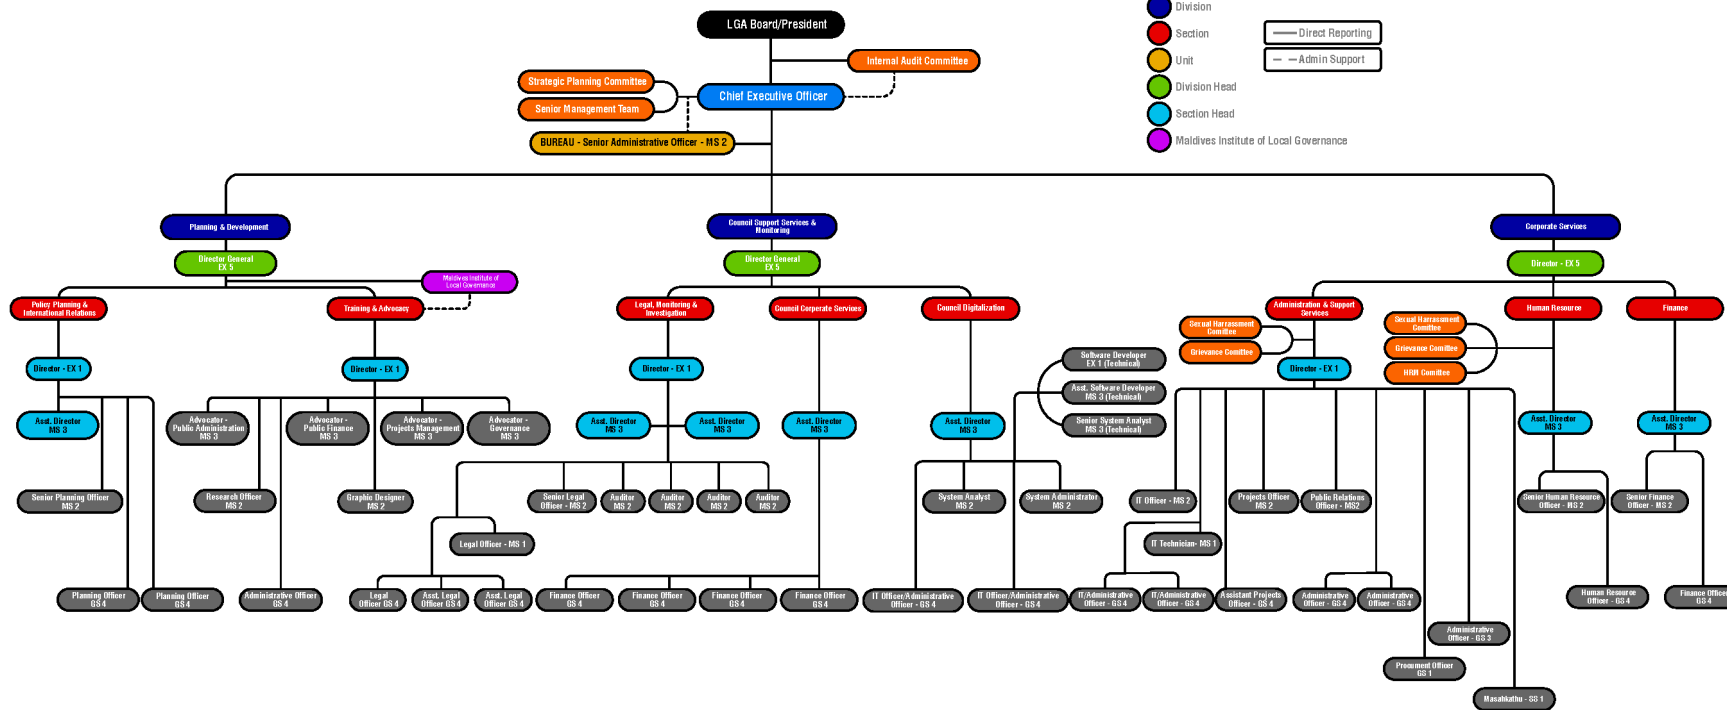 LGA Board/President
Internal Audit Committee
Strategic Planning Committee
Senior Management Team
Chief Executive Officer
BUREAU - Senior Administrative Officer - MS 2
Division
Section
Unit
Division Head
Section Head
Maldives Institute of Local Governance
Direct Reporting
Admin Support
Planning & Development
Director General
EX 5
Maldives Institute of
Local Governance
Policy Planning &
International Relations
Training & Advocacy
Director - EX 1
Director - EX 1
Asst. Director
MS 3
Advocator -
Public Administration
MS 3
Advocator -
Public Finance
MS 3
Advocator -
Projects Management
MS 3
Advocator -
Governance
MS 3
Senior Planning Officer
MS 2
Research Officer
MS 2
Graphic Designer
MS 2
Planning Officer
GS 4
Planning Officer
GS 4
Administrative Officer
GS 4
Council Support Services &
Monitoring
Director General
EX 5
Legal, Monitoring &
Investigation
Council Corporate Services
Council Digitalization
Director - EX 1
Asst. Director
MS 3
Asst. Director
MS 3
Asst. Director
MS 3
Asst. Director
MS 3
Software Developer
EX 1 (Technical)
Asst. Software Developer
MS 3 (Technical)
Senior System Analyst
MS 3 (Technical)
Senior Legal
Officer - MS 2
Auditor
MS 2
Auditor
MS 2
Auditor
MS 2
Auditor
MS 2
System Analyst
MS 2
System Administrator
MS 2
Legal Officer - MS 1
Legal
Officer GS 4
Asst. Legal
Officer GS 4
Asst. Legal
Officer GS 4
Finance Officer
GS 4
Finance Officer
GS 4
Finance Officer
GS 4
Finance Officer
GS 4
IT Officer/Administrative
Officer - GS 4
IT Officer/Administrative
Officer - GS 4
Corporate Services
Director - EX 5
Administration & Support
Services
Human Resource
Finance
Sexual Harrassment
Comittee
Grievance Comittee
Sexual Harrassment
Comittee
Grievance Comittee
HRM Comittee
Director - EX 1
Asst. Director
MS 3
Asst. Director
MS 3
IT Officer - MS 2
Projects Officer
MS 2
Public Relations
Officer - MS2
Senior Human Resource
Officer - MS 2
Senior Finance
Officer - MS 2
IT Technician- MS 1
IT/Administrative
Officer - GS 4
IT/Administrative
Officer - GS 4
Assistant Projects
Officer - GS 4
Administrative
Officer - GS 4
Administrative
Officer - GS 4
Human Resource
Officer - GS 4
Finance Officer
GS 4
Administrative
Officer - GS 3
Procument Officer
GS 1
Masahkathu - SS 1